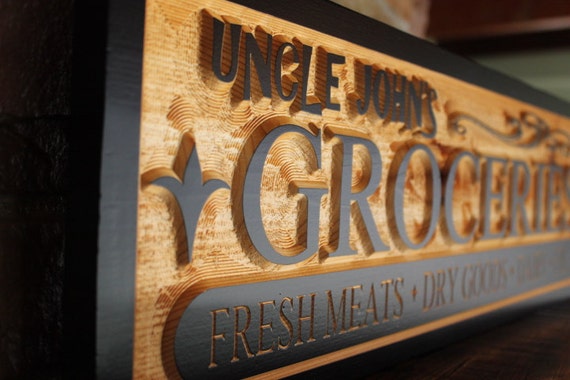 UNCLE JOHN'S
GROCERIES
FRESH MEATS • DRY GOODS •